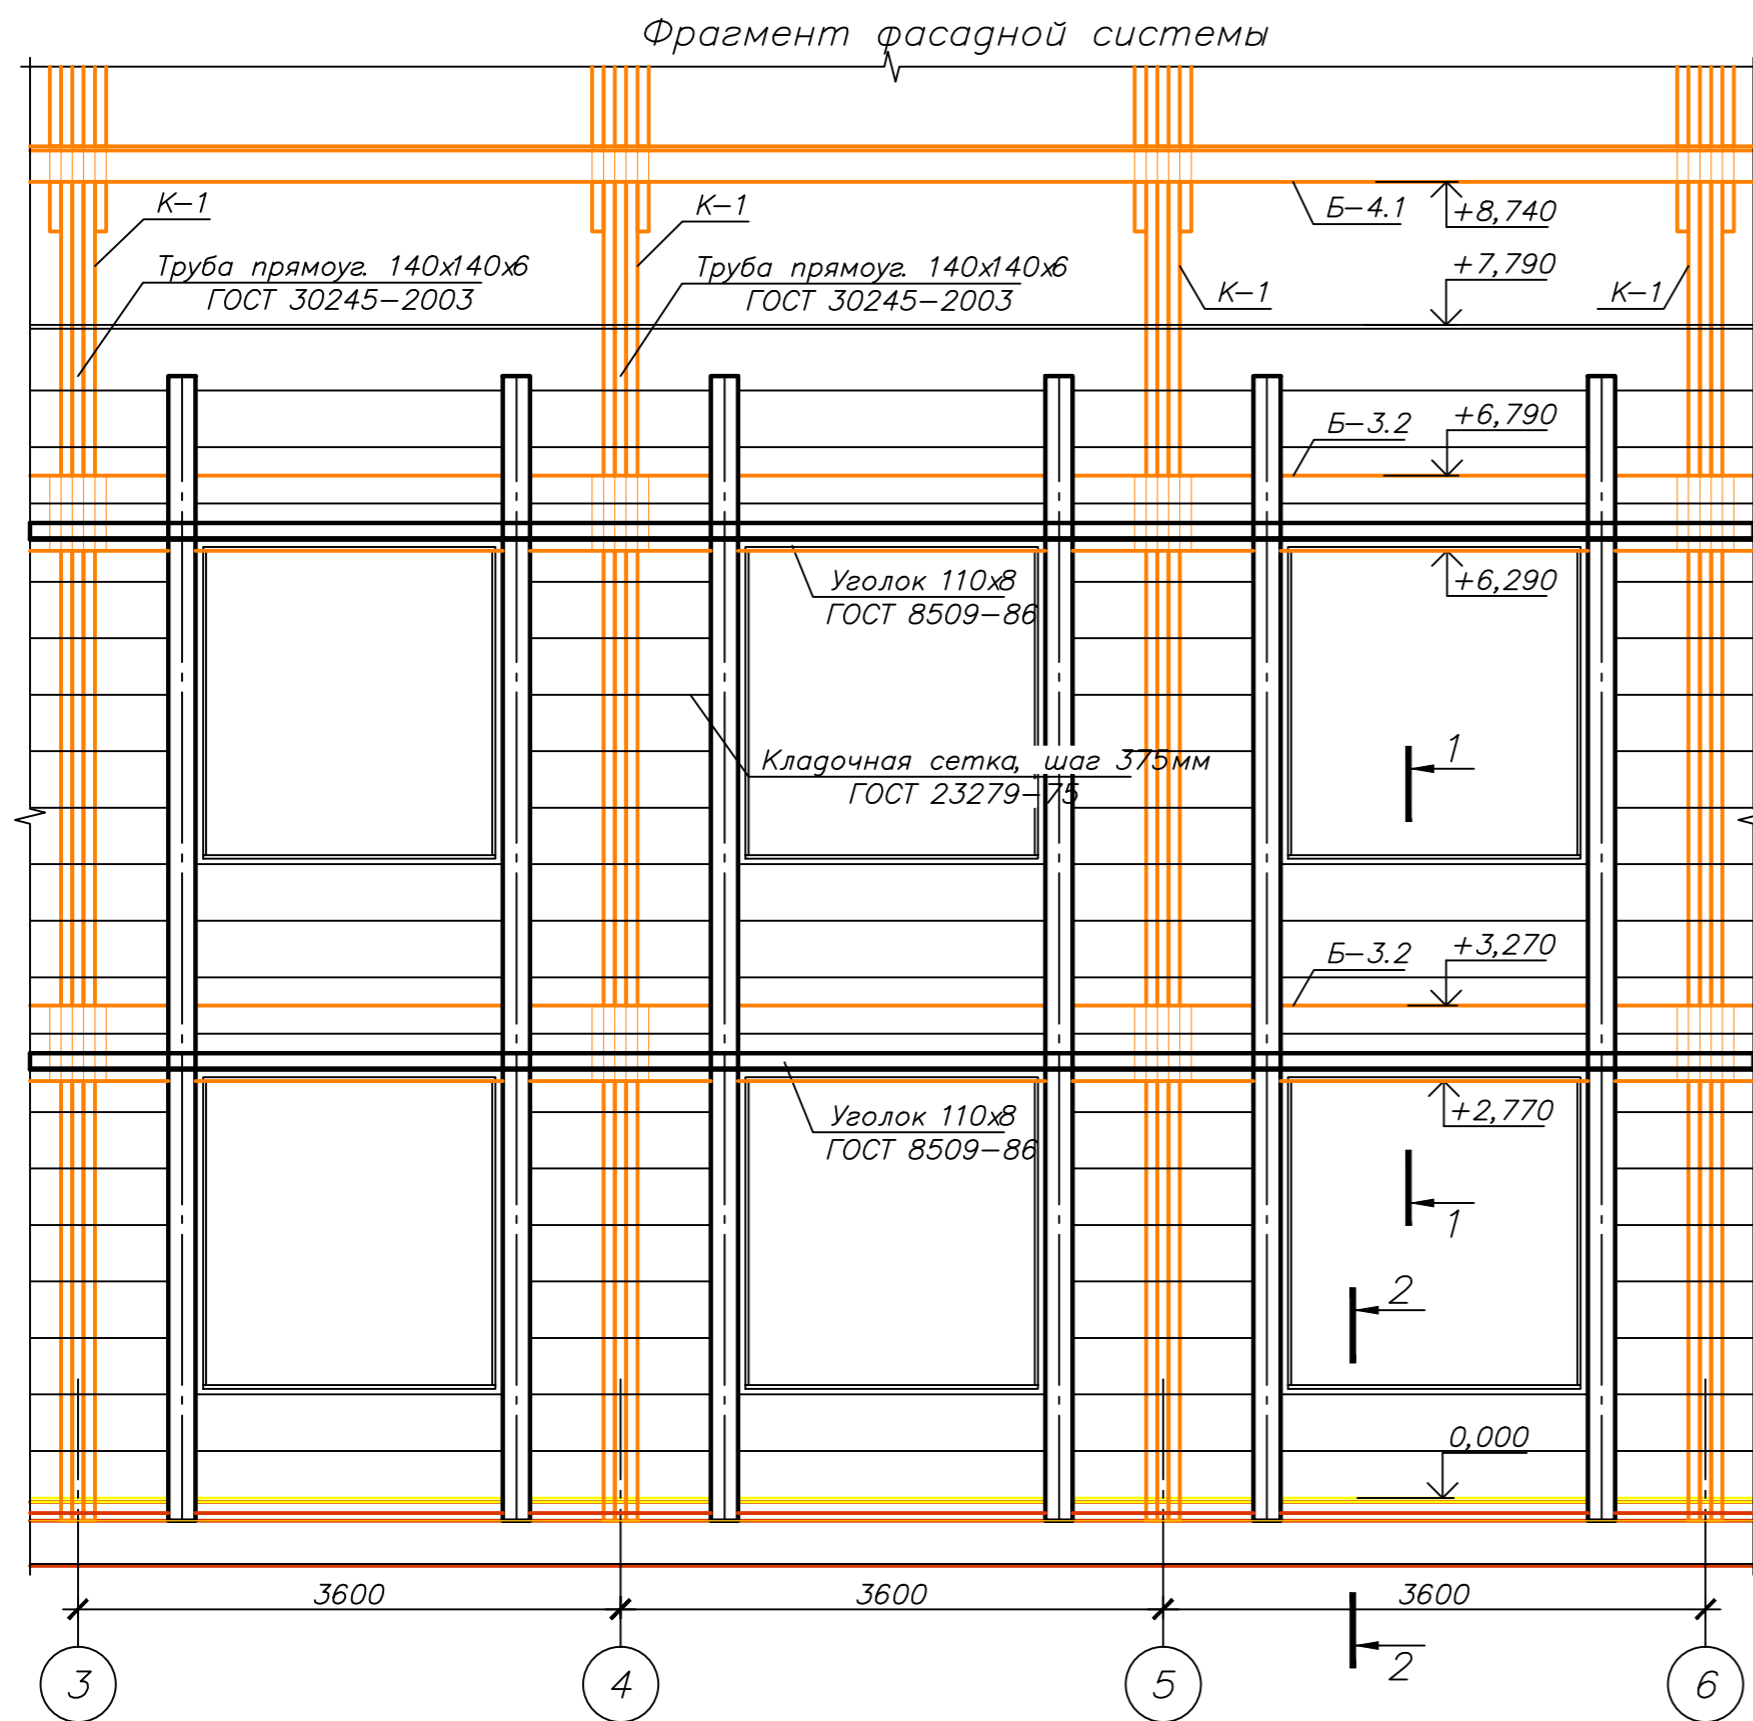 Фрагмент фасадной системы
К-1
К-1
Б-4.1
+8,740
Труба прямоуг. 140х140х6
ГОСТ 30245-2003
Труба прямоуг. 140х140х6
ГОСТ 30245-2003
+7,790
К-1
К-1
Б-3.2
+6,790
Уголок 110х8
ГОСТ 8509-86
+6,290
Кладочная сетка, шаг 375мм
ГОСТ 23279-75
1
Б-3.2
+3,270
Уголок 110х8
ГОСТ 8509-86
+2,770
1
2
0,000
3600
3600
3600
2
3
4
5
6